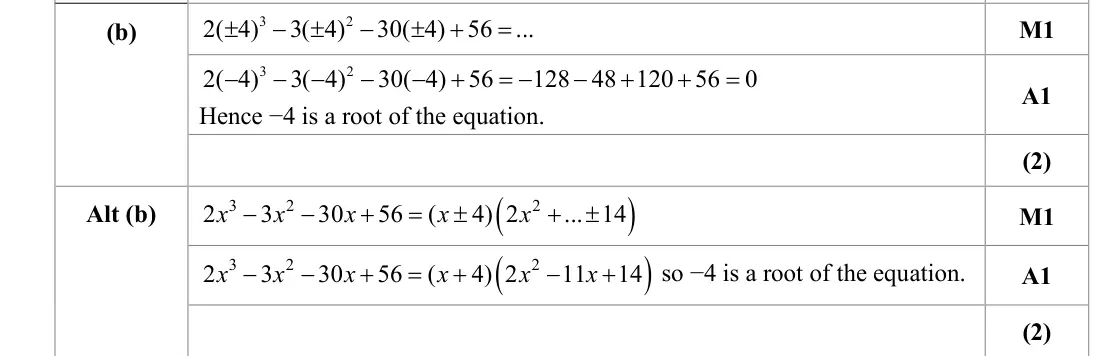 (b) 2(±4)³ − 3(±4)² − 30(±4) + 56 = ... M1
2(−4)³ − 3(−4)² − 30(−4) + 56 = −128 − 48 + 120 + 56 = 0
Hence −4 is a root of the equation. A1
(2)
Alt (b) 2x³ − 3x² − 30x + 56 = (x ± 4)(2x² + ... ± 14) M1
2x³ − 3x² − 30x + 56 = (x + 4)(2x² − 11x + 14) so −4 is a root of the equation. A1
(2)